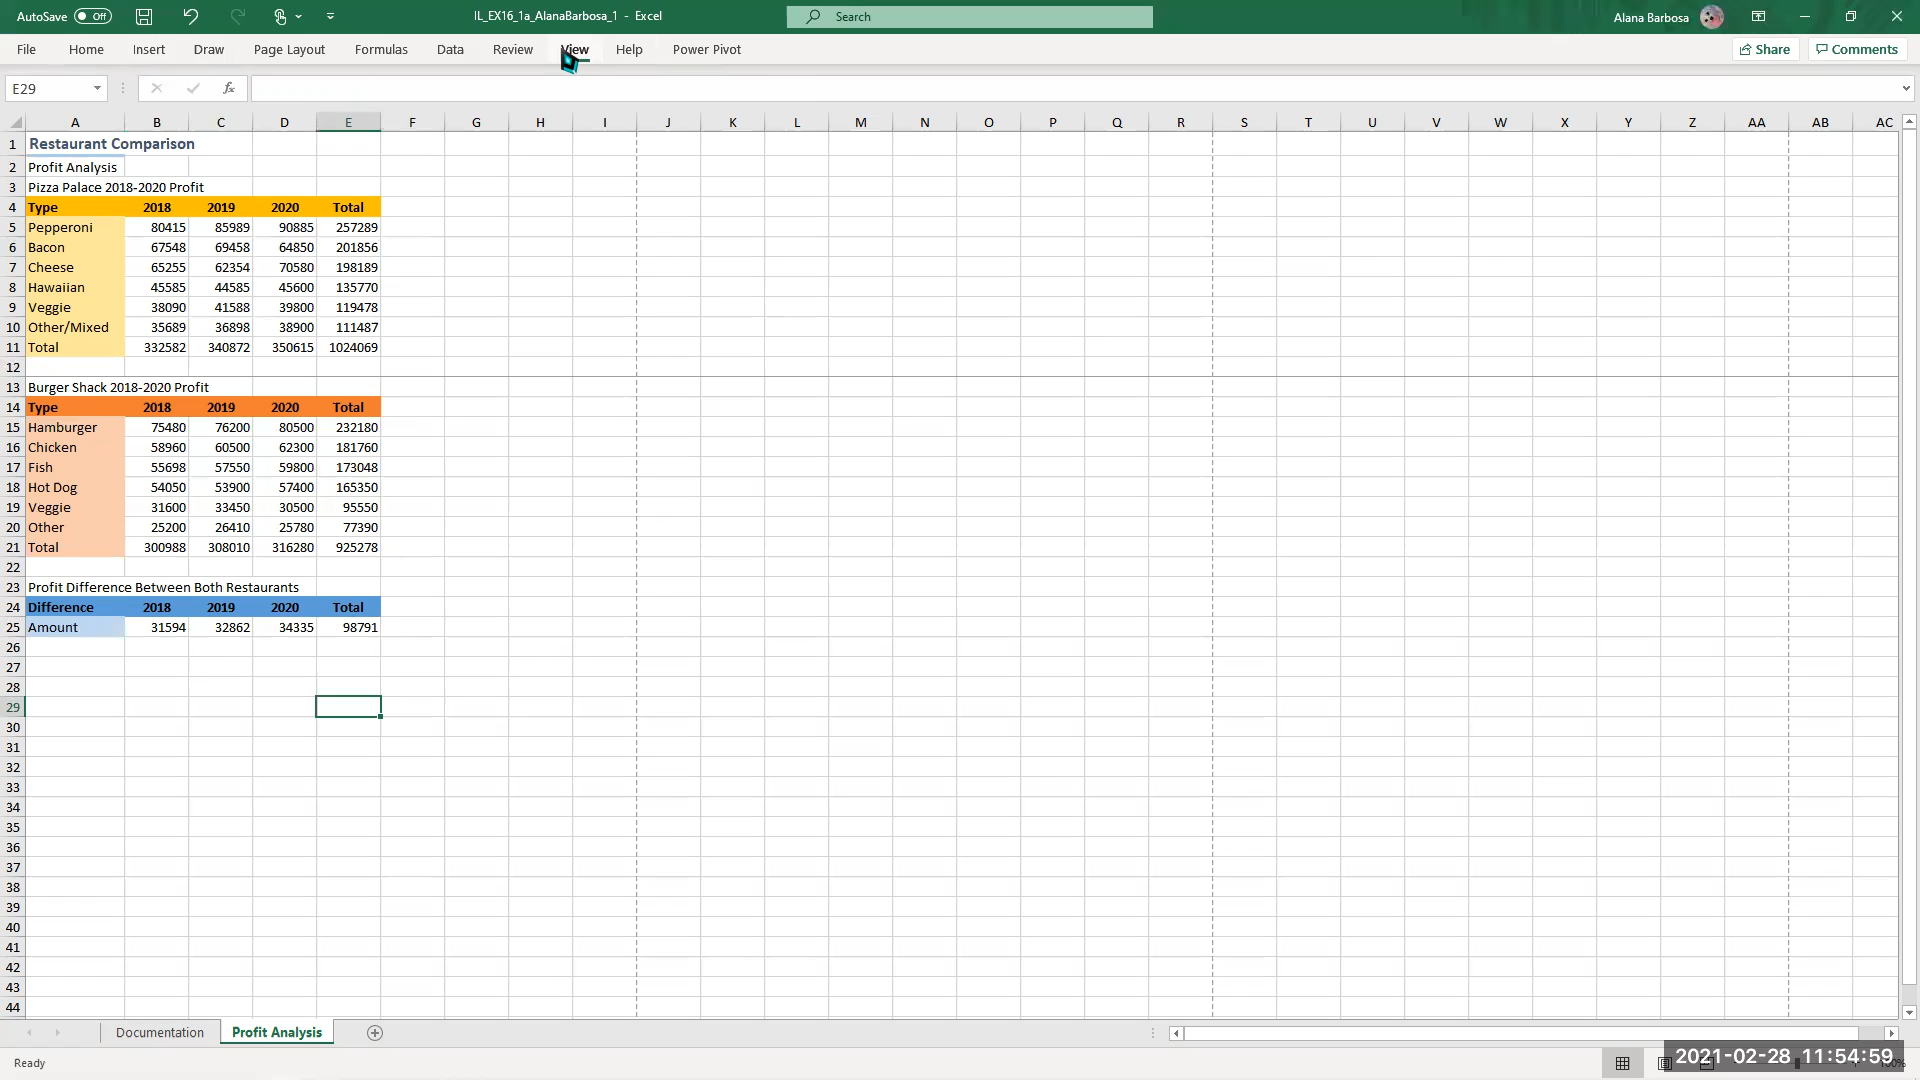 AutoSave Off IL_EX16_1a_AlanaBarbosa_1 - Excel Search Alana Barbosa
File Home Insert Draw Page Layout Formulas Data Review View Help Power Pivot Share Comments
E29 fx
A B C D E F G H I J K L M N O P Q R S T U V W X Y Z AA AB AC
1 Restaurant Comparison
2 Profit Analysis
3 Pizza Palace 2018-2020 Profit
4 Type 2018 2019 2020 Total
5 Pepperoni 80415 85989 90885 257289
6 Bacon 67548 69458 64850 201856
7 Cheese 65255 62354 70580 198189
8 Hawaiian 45585 44585 45600 135770
9 Veggie 38090 41588 39800 119478
10 Other/Mixed 35689 36898 38900 111487
11 Total 332582 340872 350615 1024069
12
13 Burger Shack 2018-2020 Profit
14 Type 2018 2019 2020 Total
15 Hamburger 75480 76200 80500 232180
16 Chicken 58960 60500 62300 181760
17 Fish 55698 57550 59800 173048
18 Hot Dog 54050 53900 57400 165350
19 Veggie 31600 33450 30500 95550
20 Other 25200 26410 25780 77390
21 Total 300988 308010 316280 925278
22
23 Profit Difference Between Both Restaurants
24 Difference 2018 2019 2020 Total
25 Amount 31594 32862 34335 98791
26
27
28
29
30
31
32
33
34
35
36
37
38
39
40
41
42
43
44
Documentation Profit Analysis
Ready 2021-02-28 11:54:59